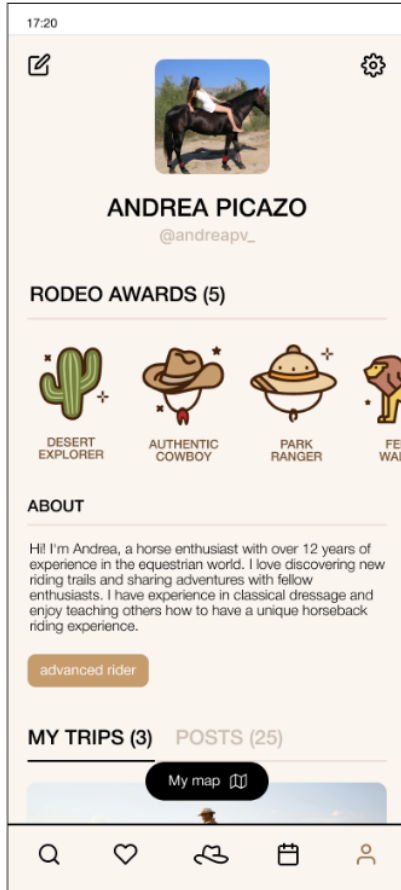 17:20
ANDREA PICAZO
@andreapv_
RODEO AWARDS (5)
DESERT
EXPLORER
AUTHENTIC
COWBOY
PARK
RANGER
ABOUT
Hi! I'm Andrea, a horse enthusiast with over 12 years of
experience in the equestrian world. I love discovering new
riding trails and sharing adventures with fellow
enthusiasts. I have experience in classical dressage and
enjoy teaching others how to have a unique horseback
riding experience.
advanced rider
MY TRIPS (3) POSTS (25)
My map